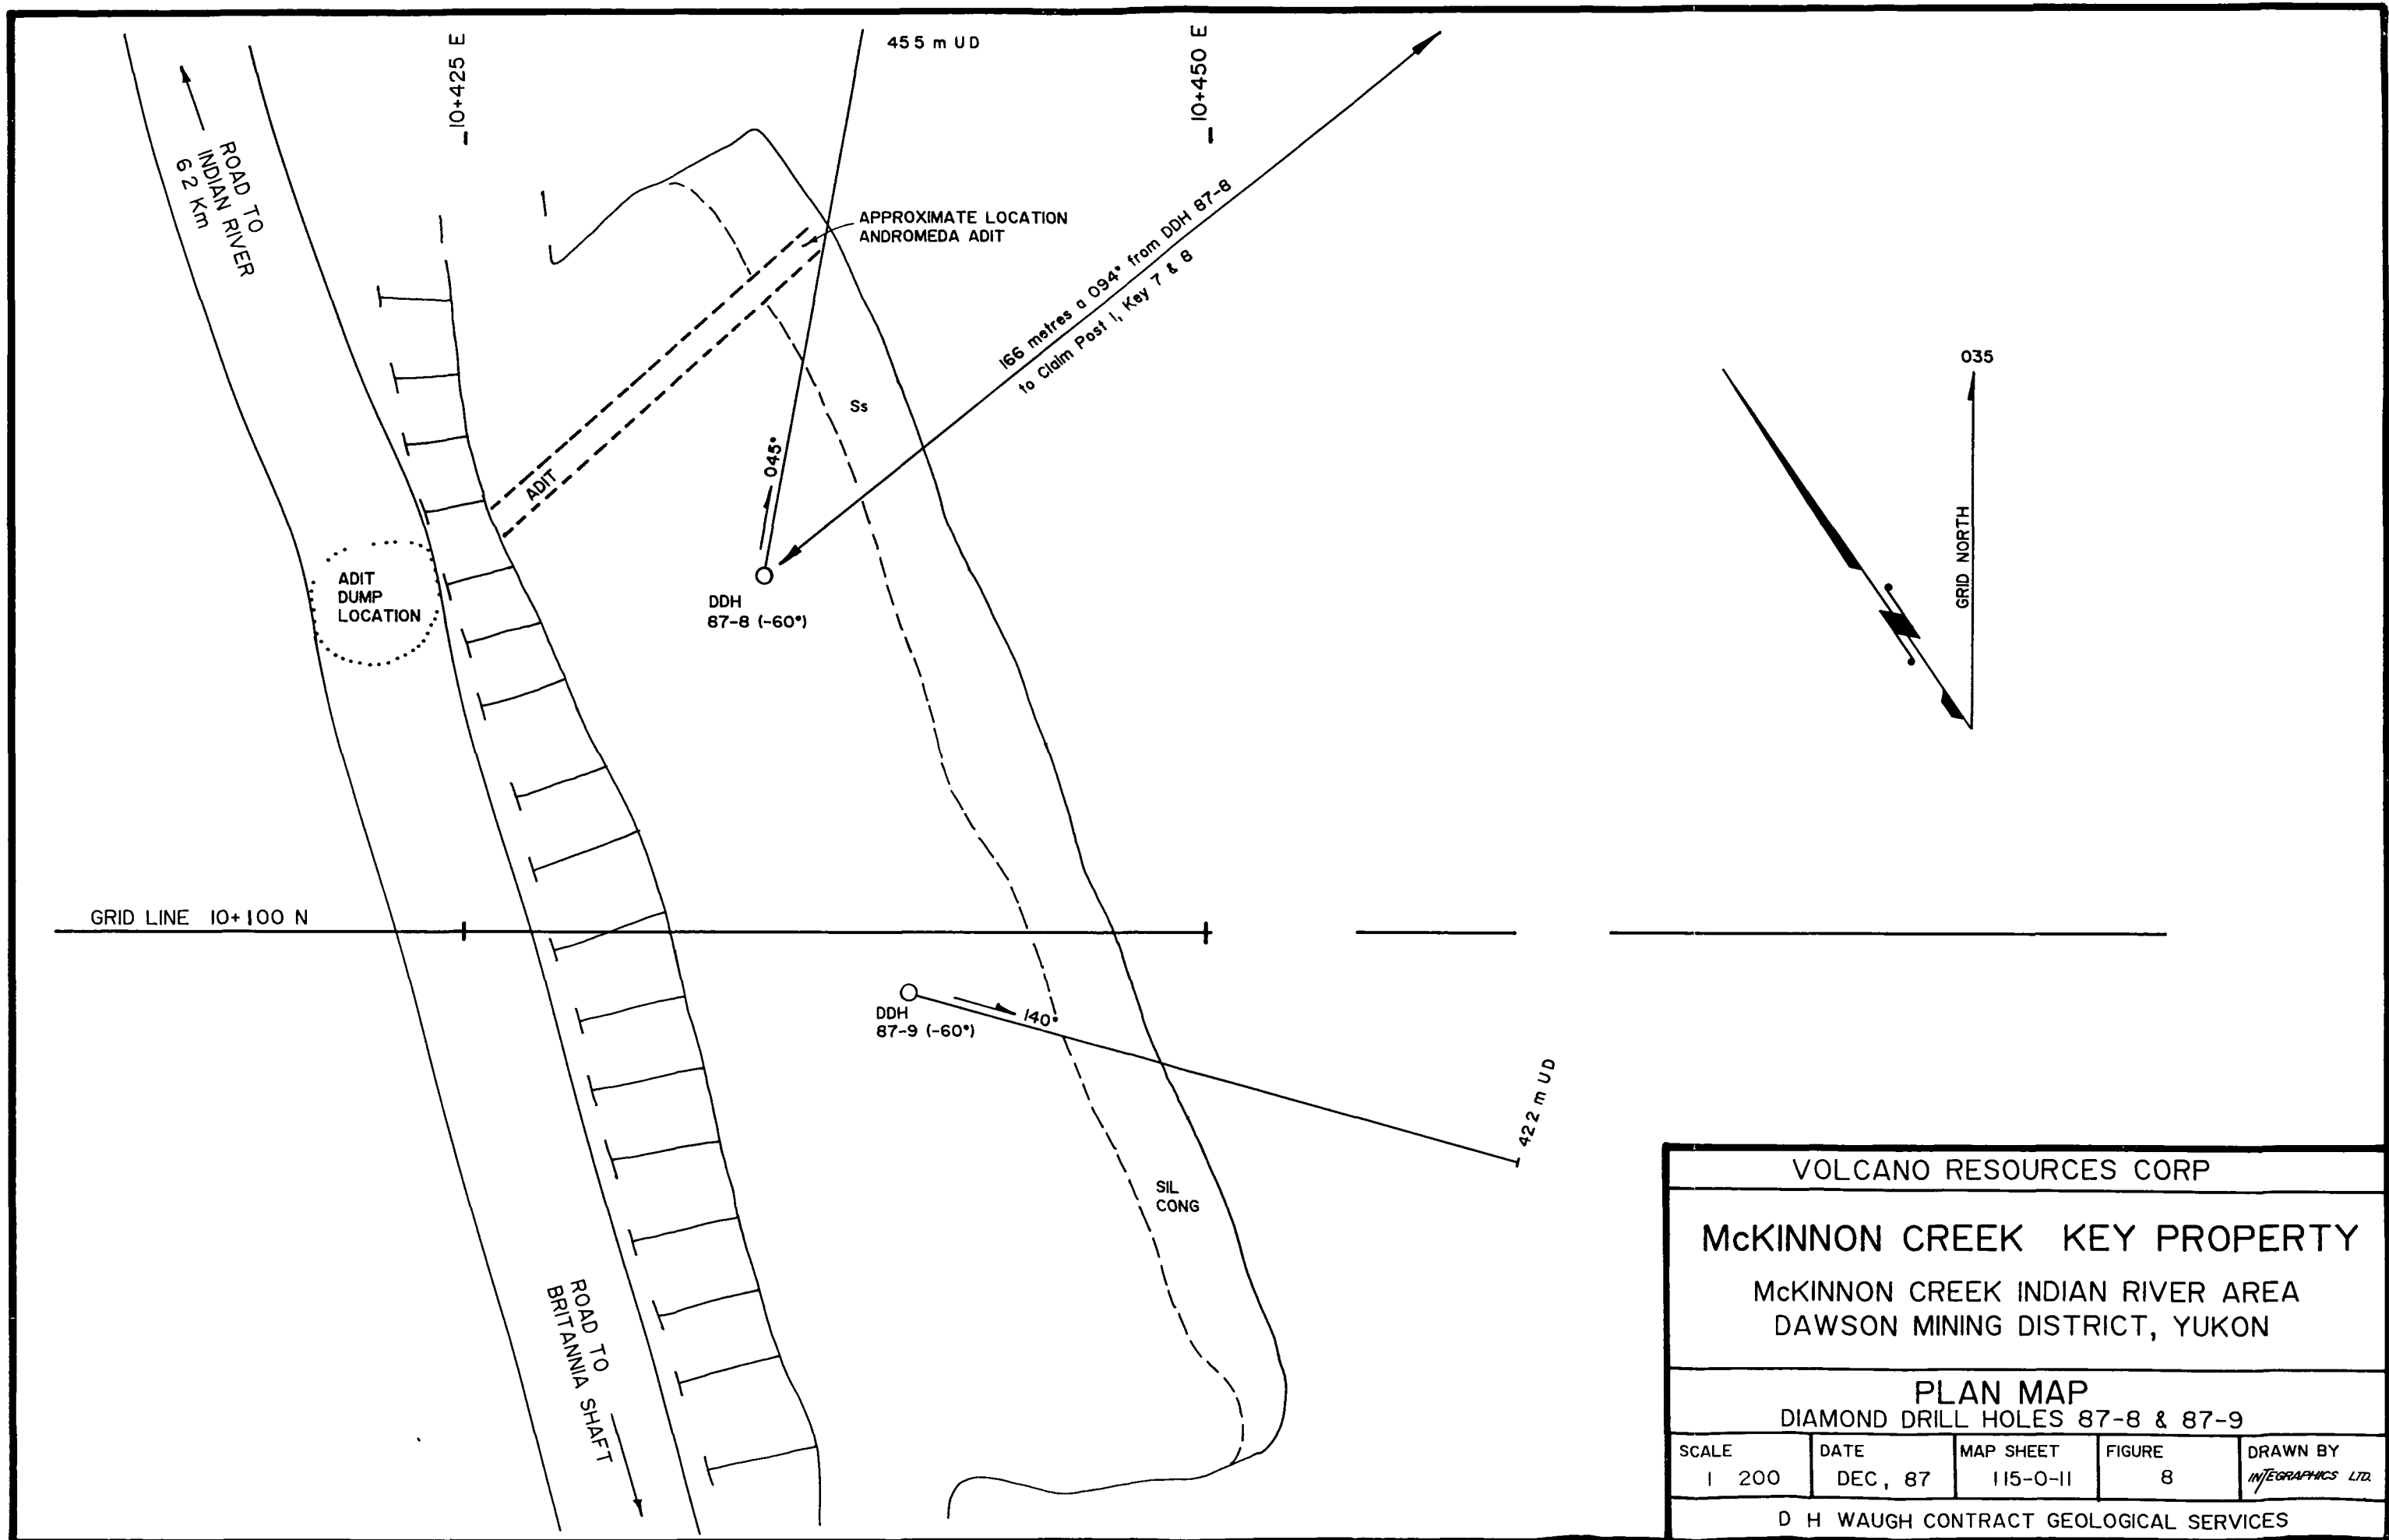 10+425 E
455 m UD
10+450 E
ROAD TO
INDIAN RIVER
62 Km
APPROXIMATE LOCATION
ANDROMEDA ADIT
166 metres a 094° from DDH 87-8
to Claim Post 1, Key 7 & 8
035
GRID NORTH
Ss
045°
ADIT
ADIT
DUMP
LOCATION
DDH
87-8 (-60°)
GRID LINE 10+100 N
DDH
87-9 (-60°)
140°
422 m UD
SIL
CONG
ROAD TO
BRITANNIA SHAFT
VOLCANO RESOURCES CORP
McKINNON CREEK KEY PROPERTY
McKINNON CREEK INDIAN RIVER AREA
DAWSON MINING DISTRICT, YUKON
PLAN MAP
DIAMOND DRILL HOLES 87-8 & 87-9
SCALE
1 200
DATE
DEC, 87
MAP SHEET
115-0-11
FIGURE
8
DRAWN BY
INTEGRAPHICS LTD.
D H WAUGH CONTRACT GEOLOGICAL SERVICES